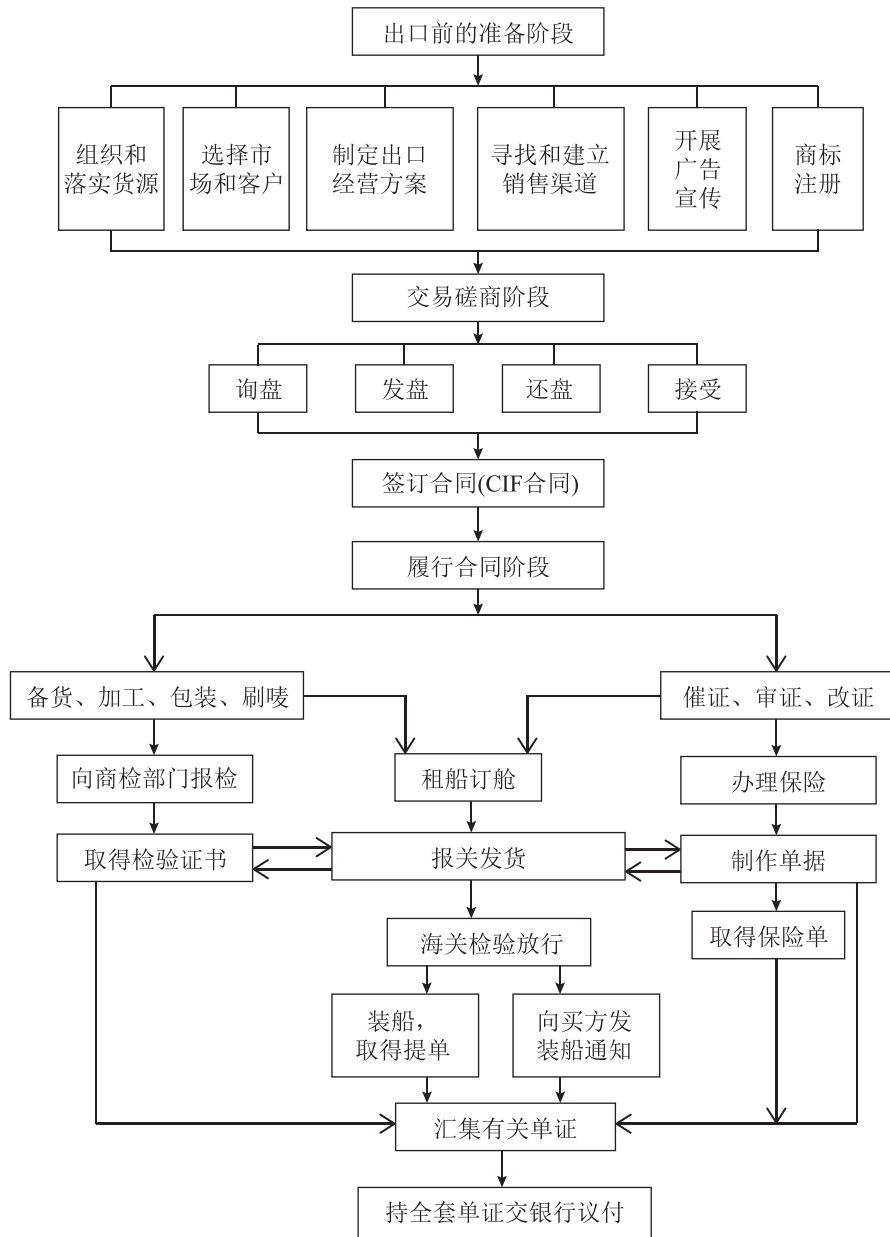 出口前的准备阶段
组织和
落实货源
选择市
场和客户
制定出口
经营方案
寻找和建立
销售渠道
开展
广告
宣传
商标
注册
交易磋商阶段
询盘
发盘
还盘
接受
签订合同(CIF合同)
履行合同阶段
备货、加工、包装、刷唛
催证、审证、改证
向商检部门报检
租船订舱
办理保险
取得检验证书
报关发货
制作单据
海关检验放行
取得保险单
装船，
取得提单
向买方发
装船通知
汇集有关单证
持全套单证交银行议付